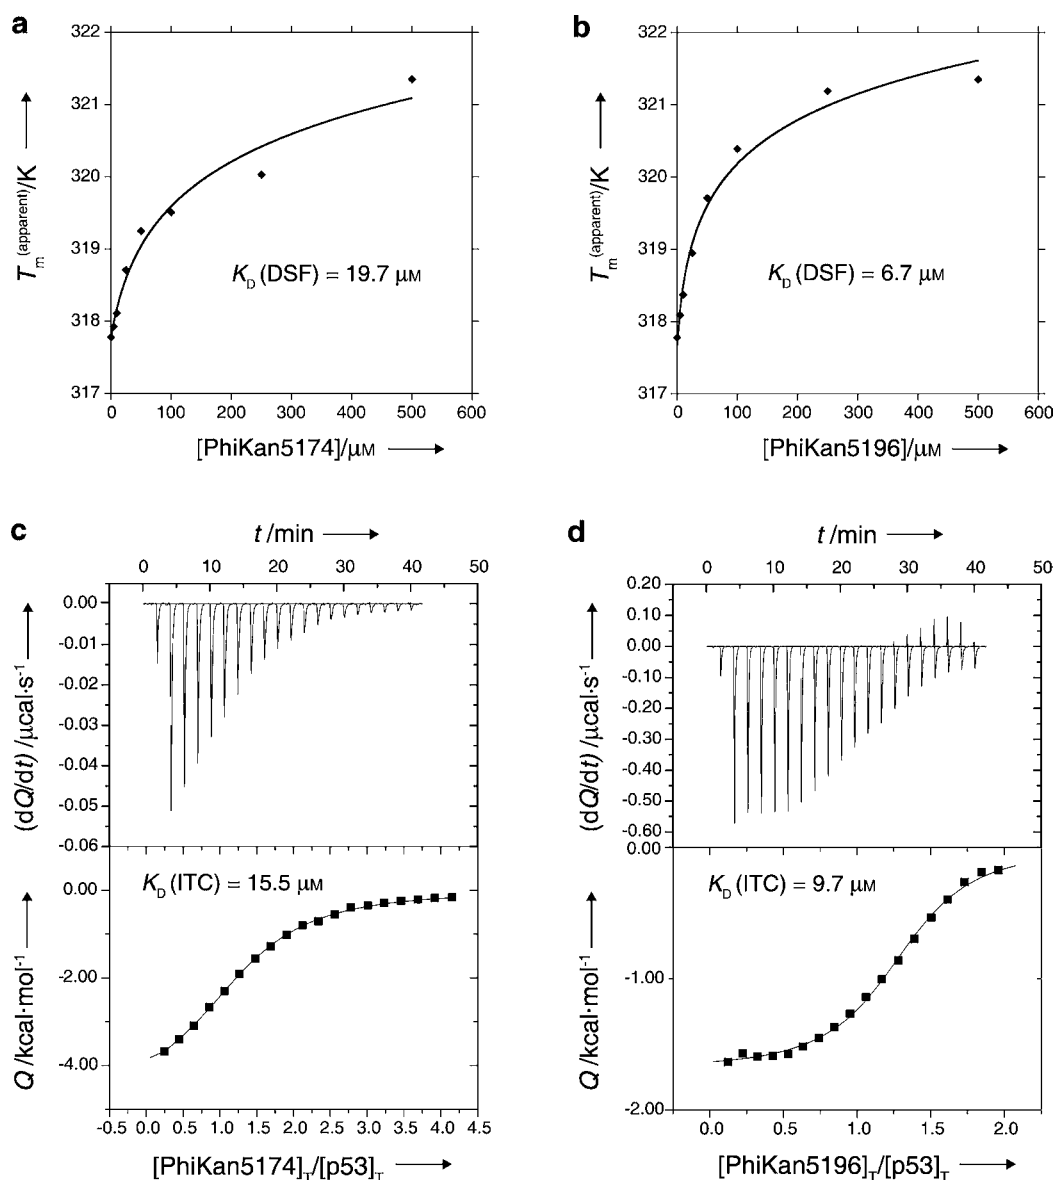 a
322
321
320
319
318
317
T_m^(apparent)/K
K_D (DSF) = 19.7 μM
0 100 200 300 400 500 600
[PhiKan5174]/μM
b
322
321
320
319
318
317
T_m^(apparent)/K
K_D (DSF) = 6.7 μM
0 100 200 300 400 500 600
[PhiKan5196]/μM
c
t /min
0 10 20 30 40 50
0.00
-0.01
-0.02
-0.03
-0.04
-0.05
-0.06
(dQ/dt) /μcal·s⁻¹
K_D (ITC) = 15.5 μM
0.00
-2.00
-4.00
Q /kcal·mol⁻¹
-0.5 0.0 0.5 1.0 1.5 2.0 2.5 3.0 3.5 4.0 4.5
[PhiKan5174]_T/[p53]_T
d
t /min
0 10 20 30 40 50
0.20
0.10
0.00
-0.10
-0.20
-0.30
-0.40
-0.50
-0.60
(dQ/dt) /μcal·s⁻¹
0.00
K_D (ITC) = 9.7 μM
-1.00
-2.00
Q /kcal·mol⁻¹
0.0 0.5 1.0 1.5 2.0
[PhiKan5196]_T/[p53]_T